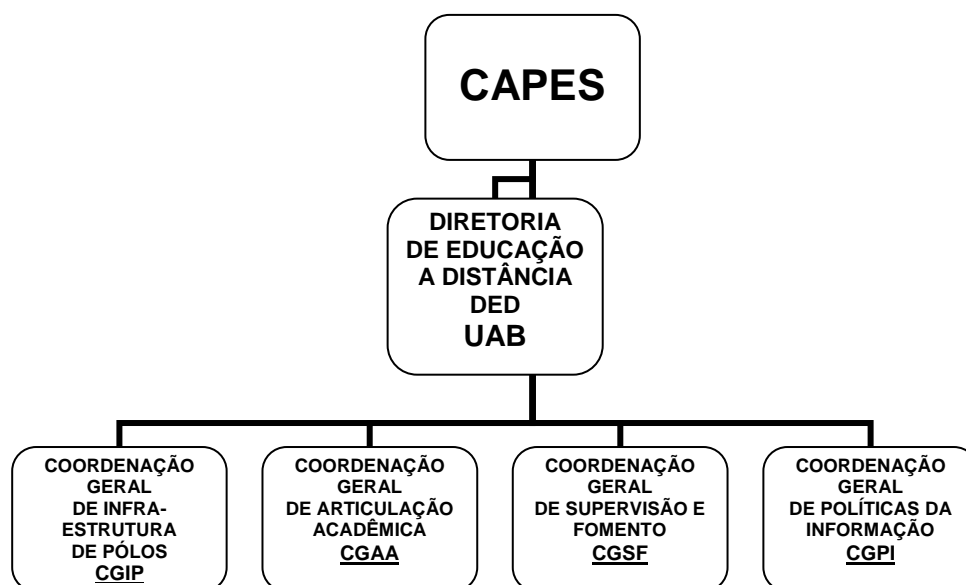 CAPES
DIRETORIA
DE EDUCAÇÃO
A DISTÂNCIA
DED
UAB
COORDENAÇÃO
GERAL
DE INFRA-
ESTRUTURA
DE PÓLOS
CGIP
COORDENAÇÃO
GERAL
DE ARTICULAÇÃO
ACADÊMICA
CGAA
COORDENAÇÃO
GERAL
DE SUPERVISÃO E
FOMENTO
CGSF
COORDENAÇÃO
GERAL
DE POLÍTICAS DA
INFORMAÇÃO
CGPI